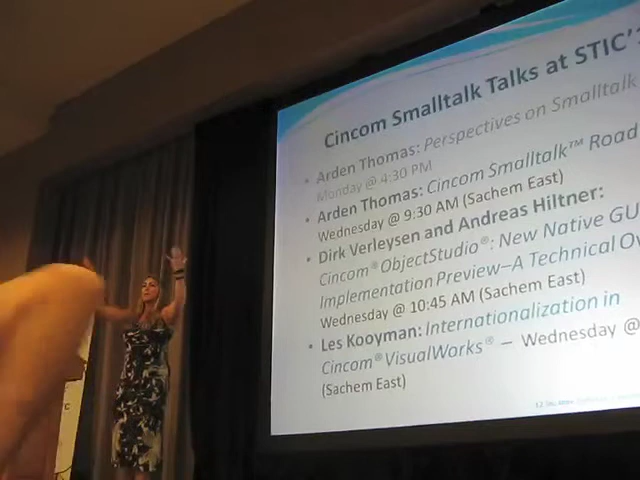 Cincom Smalltalk Talks at STIC'
• Arden Thomas: Perspectives on Smalltalk
Monday @ 4:30 PM
• Arden Thomas: Cincom Smalltalk™ Road
Wednesday @ 9:30 AM (Sachem East)
• Dirk Verleysen and Andreas Hiltner:
Cincom® ObjectStudio®: New Native GU
Implementation Preview—A Technical Ov
Wednesday @ 10:45 AM (Sachem East)
• Les Kooyman: Internationalization in
Cincom® VisualWorks® — Wednesday @
(Sachem East)